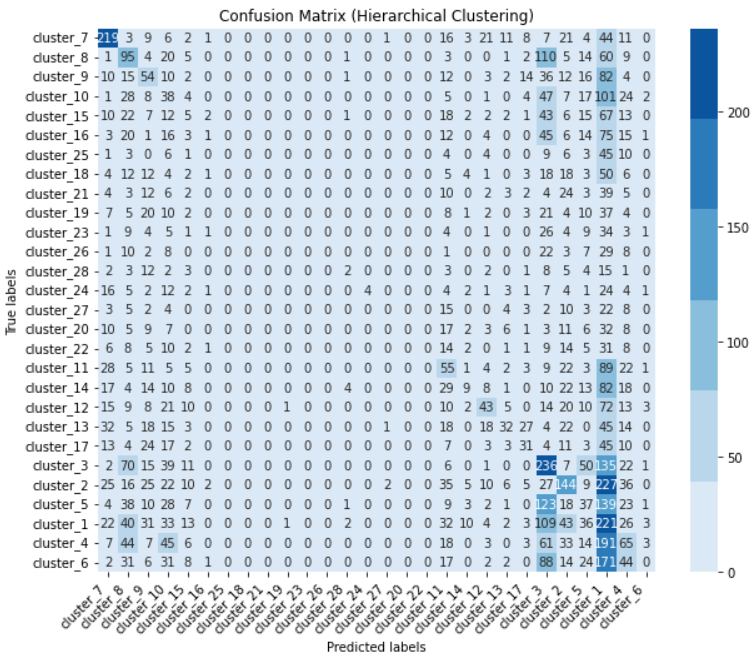 Confusion Matrix (Hierarchical Clustering)
cluster_7 219 3 9 6 2 1 0 0 0 0 0 0 0 0 1 0 0 16 3 21 11 8 7 21 4 44 11 0
cluster_8 1 95 4 20 5 0 0 0 0 0 0 0 1 0 0 0 0 3 0 0 1 2 110 5 14 60 9 0
cluster_9 10 15 54 10 2 0 0 0 0 0 0 0 1 0 0 0 0 12 0 3 2 14 36 12 16 82 4 0
cluster_10 1 28 8 38 4 0 0 0 0 0 0 0 0 0 0 0 0 5 0 1 0 4 47 7 17 101 24 2
cluster_15 10 22 7 12 5 2 0 0 0 0 0 0 1 0 0 0 0 18 2 2 2 1 43 6 15 67 13 0
cluster_16 3 20 1 16 3 1 0 0 0 0 0 0 0 0 0 0 0 12 0 4 0 0 45 6 14 75 15 1
cluster_25 1 3 0 6 1 0 0 0 0 0 0 0 0 0 0 0 0 4 0 4 0 0 9 6 3 45 10 0
cluster_18 4 12 12 4 2 1 0 0 0 0 0 0 0 0 0 0 0 5 4 1 0 3 18 18 3 50 6 0
cluster_21 4 3 12 6 2 0 0 0 0 0 0 0 0 0 0 0 0 10 0 2 3 2 4 24 3 39 5 0
cluster_19 7 5 20 10 2 0 0 0 0 0 0 0 0 0 0 0 0 8 1 2 0 3 21 4 10 37 4 0
cluster_23 1 9 4 5 1 1 0 0 0 0 0 0 0 0 0 0 0 4 0 1 0 0 26 4 9 34 3 1
cluster_26 1 10 2 8 0 0 0 0 0 0 0 0 0 0 0 0 0 1 0 0 0 0 22 3 7 29 8 0
cluster_28 2 3 12 2 3 0 0 0 0 0 0 0 2 0 0 0 0 3 0 2 0 1 8 5 4 15 1 0
cluster_24 16 5 2 12 2 1 0 0 0 0 0 0 0 4 0 0 0 4 2 1 3 1 7 4 1 24 4 1
cluster_27 3 5 2 4 0 0 0 0 0 0 0 0 0 0 0 0 0 15 0 0 4 3 2 10 3 22 8 0
cluster_20 10 5 9 7 0 0 0 0 0 0 0 0 0 0 0 0 0 17 2 3 6 1 3 11 6 32 8 0
cluster_22 6 8 5 10 2 1 0 0 0 0 0 0 0 0 0 0 0 14 2 0 1 1 9 14 5 31 8 0
cluster_11 28 5 11 5 5 0 0 0 0 0 0 0 0 0 0 0 0 55 1 4 2 3 9 22 3 89 22 1
cluster_14 17 4 14 10 8 0 0 0 0 0 0 0 4 0 0 0 0 29 9 8 1 0 10 22 13 82 18 0
cluster_12 15 9 8 21 10 0 0 0 0 1 0 0 0 0 0 0 0 10 2 43 5 0 14 20 10 72 13 3
cluster_13 32 5 18 15 3 0 0 0 0 0 0 0 0 0 1 0 0 18 0 18 32 27 4 22 0 45 14 0
cluster_17 13 4 24 17 2 0 0 0 0 0 0 0 0 0 0 0 0 7 0 3 3 31 4 11 3 45 10 0
cluster_3 2 70 15 39 11 0 0 0 0 0 0 0 0 0 0 0 0 6 0 1 0 0 236 7 50 135 22 1
cluster_2 25 16 25 22 10 2 0 0 0 0 0 0 0 0 2 0 0 35 5 10 6 5 27 144 9 227 36 0
cluster_5 4 38 10 28 7 0 0 0 0 0 0 0 1 0 0 0 0 9 3 2 1 0 123 18 37 139 23 1
cluster_1 22 40 31 33 13 0 0 0 0 1 0 0 2 0 0 0 0 32 10 4 2 3 109 43 36 221 26 3
cluster_4 7 44 7 45 6 0 0 0 0 0 0 0 0 0 0 0 0 18 0 3 0 3 61 33 14 191 65 3
cluster_6 2 31 6 31 8 1 0 0 0 0 0 0 0 0 0 0 0 17 0 2 0 2 88 14 24 171 44 0
True labels
cluster_7 cluster_8 cluster_9 cluster_10 cluster_15 cluster_16 cluster_25 cluster_18 cluster_21 cluster_19 cluster_23 cluster_26 cluster_28 cluster_24 cluster_27 cluster_20 cluster_22 cluster_11 cluster_14 cluster_12 cluster_13 cluster_17 cluster_3 cluster_2 cluster_5 cluster_1 cluster_4 cluster_6
Predicted labels
200
150
100
50
0